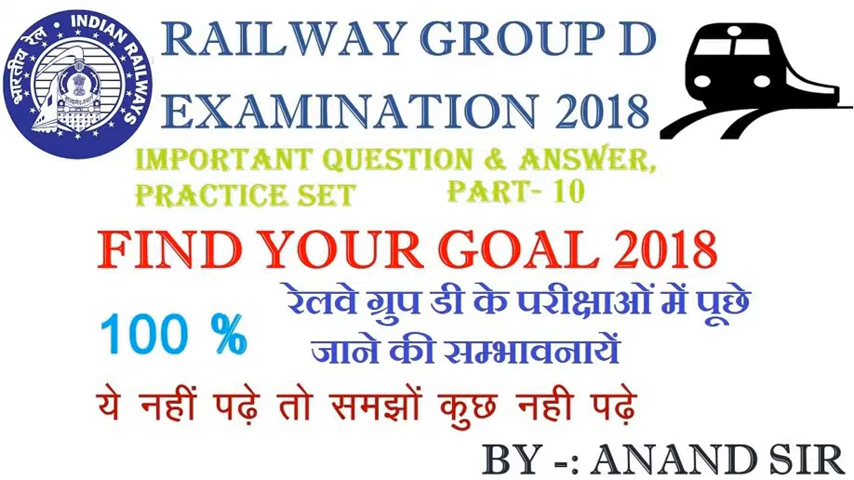 भारतीय रेल INDIAN RAILWAYS
RAILWAY GROUP D
EXAMINATION 2018
IMPORTANT QUESTION & ANSWER,
PRACTICE SET PART- 10
FIND YOUR GOAL 2018
100 % रेलवे ग्रुप डी के परीक्षाओं में पूछे
जाने की सम्भावनायें
ये नहीं पढ़े तो समझों कुछ नही पढ़े
BY -: ANAND SIR